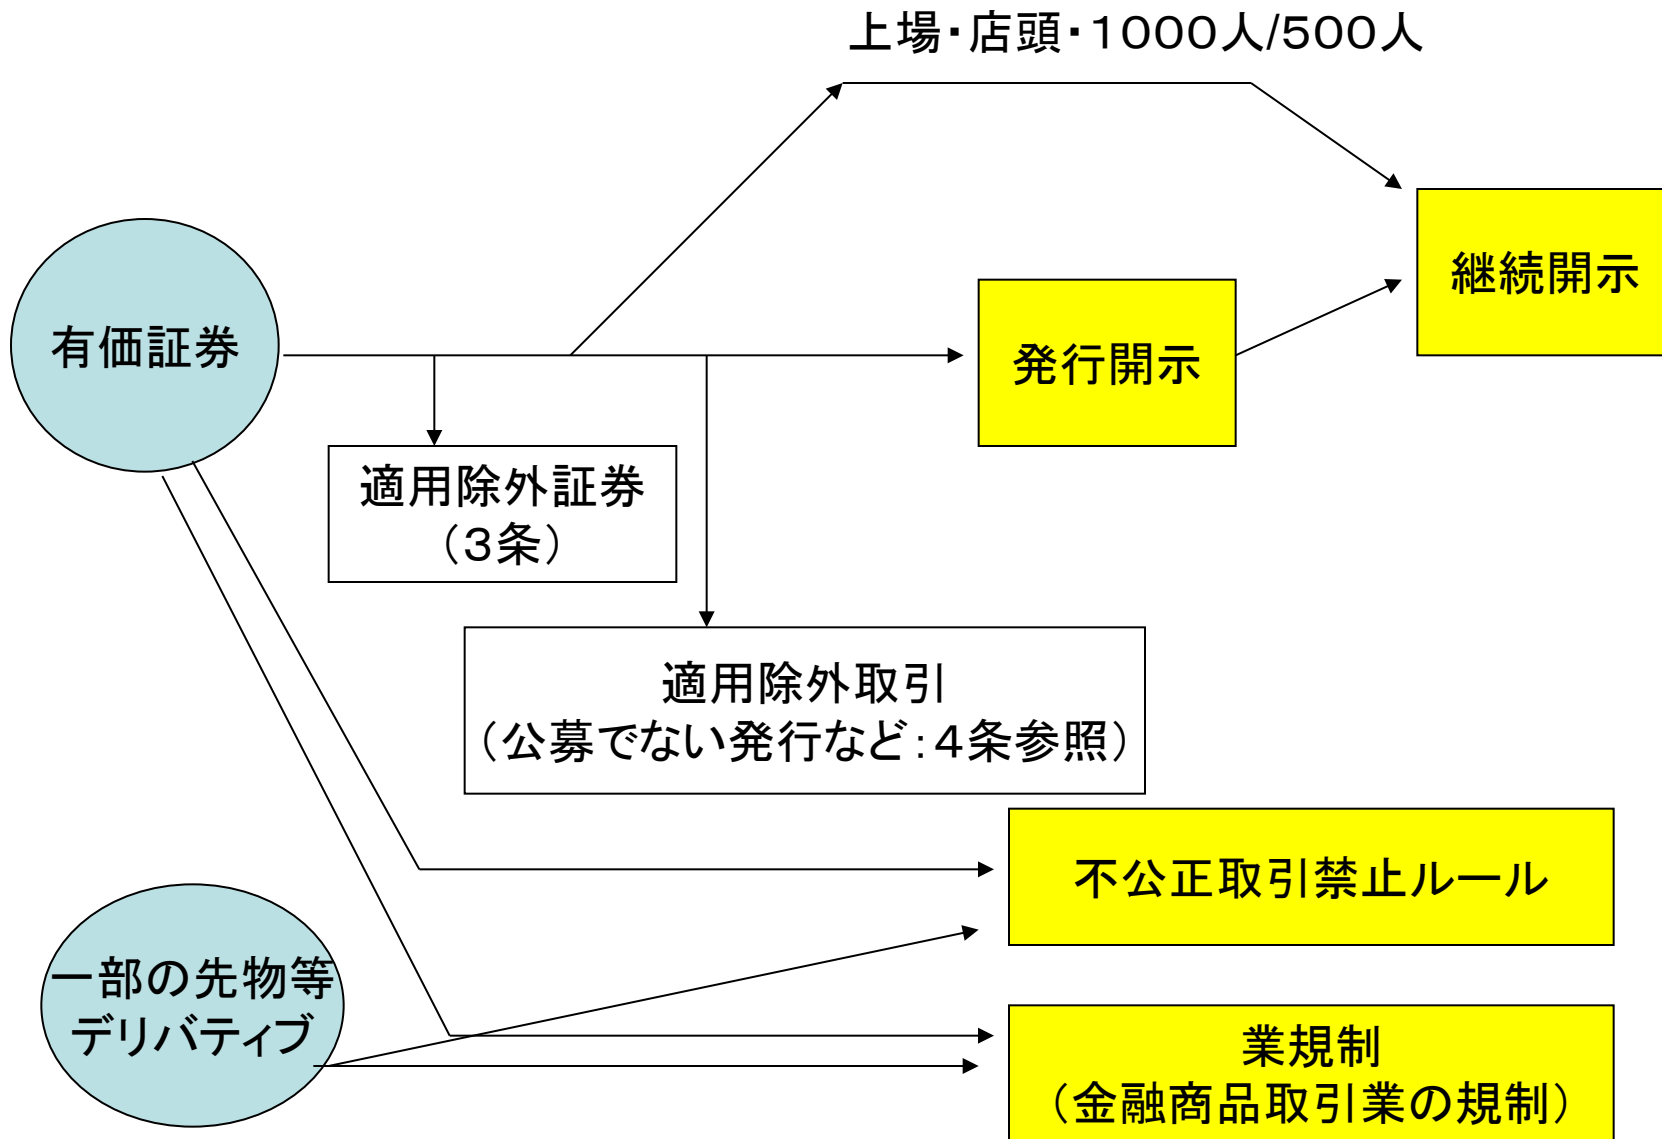 上場・店頭・1000人/500人
継続開示
有価証券
発行開示
適用除外証券
（3条）
適用除外取引
（公募でない発行など：4条参照）
不公正取引禁止ルール
一部の先物等
デリバティブ
業規制
（金融商品取引業の規制）